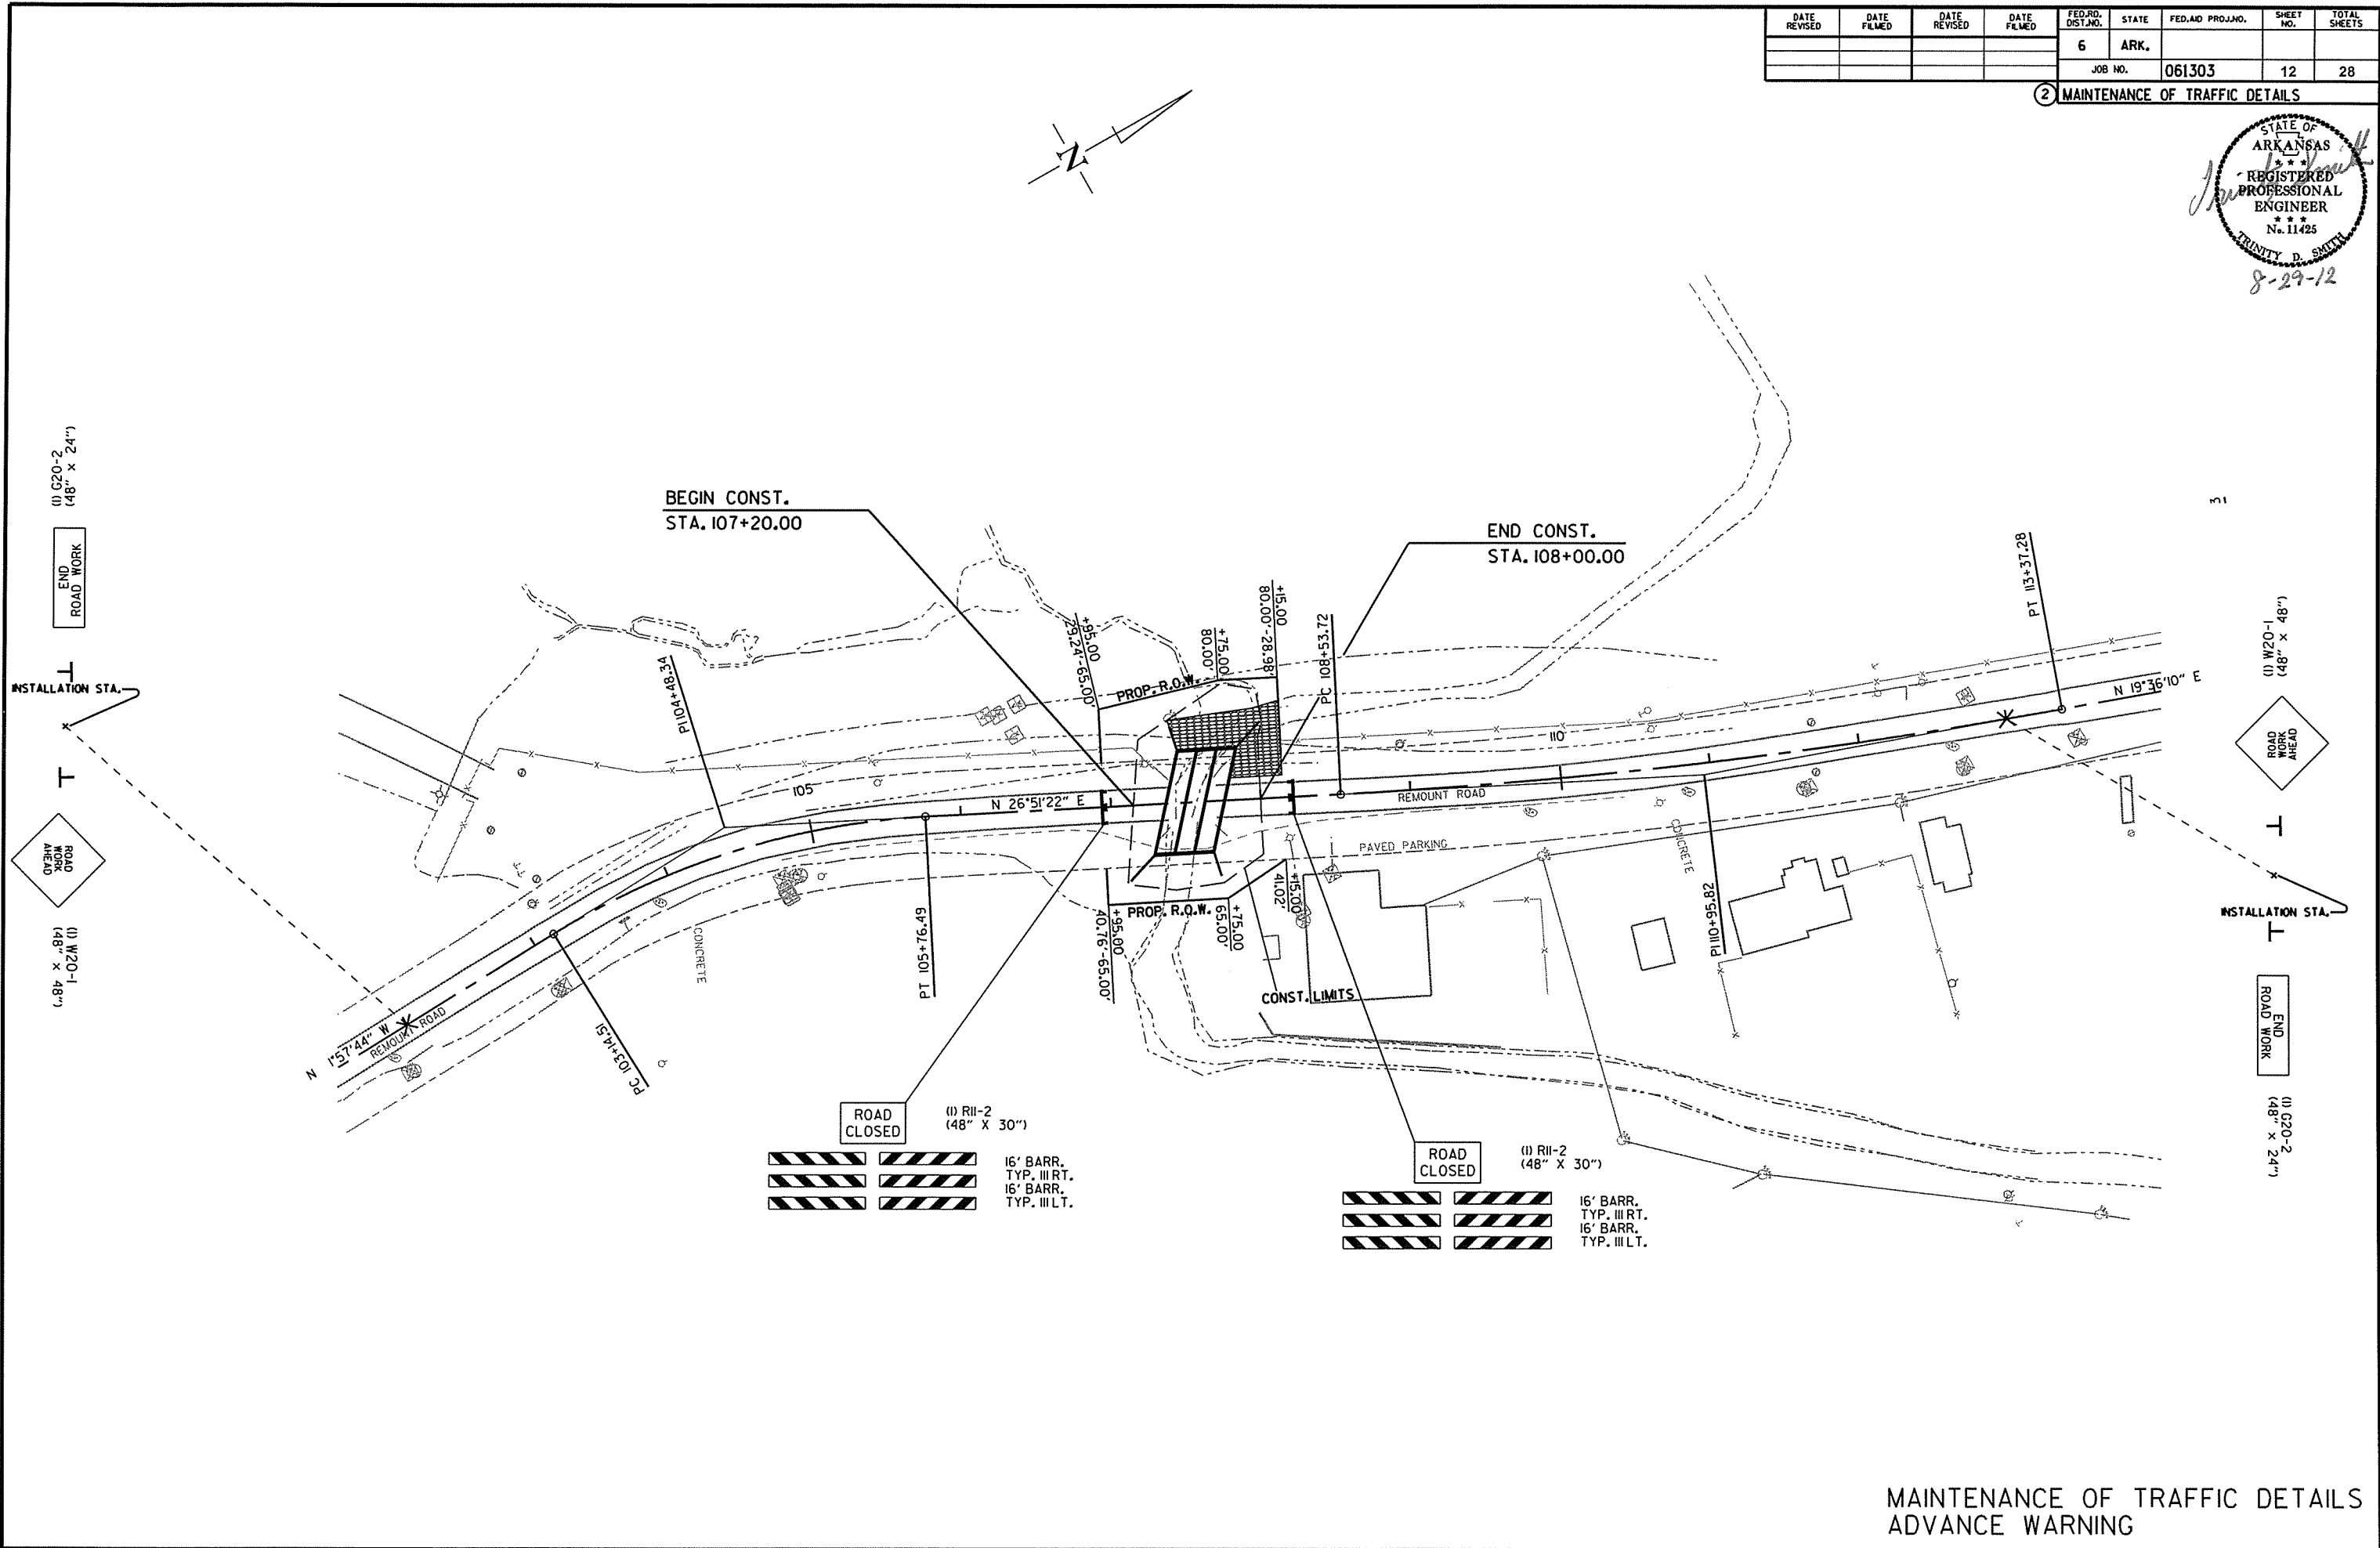 DATE REVISED
DATE FILMED
DATE REVISED
DATE FILMED
FED.RD. DIST.NO.
STATE
FED.AID PROJ.NO.
SHEET NO.
TOTAL SHEETS
6
ARK.
JOB NO.
061303
12
28
2 MAINTENANCE OF TRAFFIC DETAILS
STATE OF
ARKANSAS
★ ★ ★
REGISTERED
PROFESSIONAL
ENGINEER
★ ★ ★
No. 11425
TRINITY D. SMITH
8-29-12
N
(1) G20-2
(48" x 24")
END
ROAD WORK
INSTALLATION STA.
ROAD
WORK
AHEAD
(1) W20-1
(48" x 48")
BEGIN CONST.
STA. 107+20.00
END CONST.
STA. 108+00.00
PI 104+48.34
+95.00
29.24'-65.00'
PROP. R.O.W.
+75.00
80.00'
+15.00
80.00'-28.98'
PC 108+53.72
PT 113+37.28
31
(1) W20-1
(48" x 48")
ROAD
WORK
AHEAD
N 19°36'10" E
110
105
N 26°51'22" E
REMOUNT ROAD
PAVED PARKING
CONCRETE
INSTALLATION STA.
END
ROAD WORK
(1) G20-2
(48" x 24")
PI 110+95.82
+15.00
41.02'
PROP. R.O.W.
+75.00
65.00'
+95.00
40.76'-65.00'
PT 105+76.49
CONCRETE
CONST. LIMITS
N 1°57'44" W
REMOUNT ROAD
PC 103+14.51
ROAD
CLOSED
(1) R11-2
(48" X 30")
16' BARR.
TYP. III RT.
16' BARR.
TYP. III LT.
ROAD
CLOSED
(1) R11-2
(48" X 30")
16' BARR.
TYP. III RT.
16' BARR.
TYP. III LT.
MAINTENANCE OF TRAFFIC DETAILS
ADVANCE WARNING